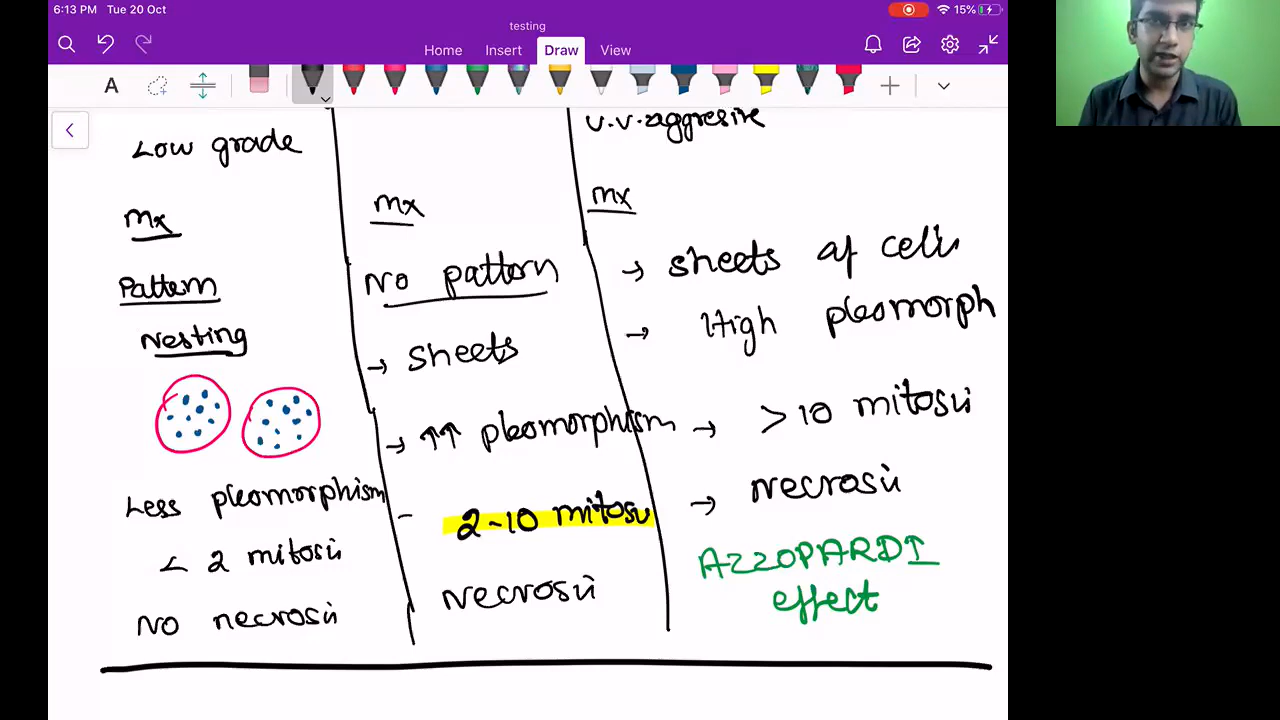 6:13 PM Tue 20 Oct
15%
testing
Home Insert Draw View
A
Low grade
Mx
Pattern
Nesting
Less pleomorphism
< 2 mitosis
No necrosis
Mx
No pattern
→ sheets
→ ↑↑ pleomorphism
- 2-10 mitosis
Necrosis
v.v.aggresive
Mx
→ sheets of cells
→ High pleomorph
→ >10 mitosis
→ Necrosis
AZZOPARDI
effect